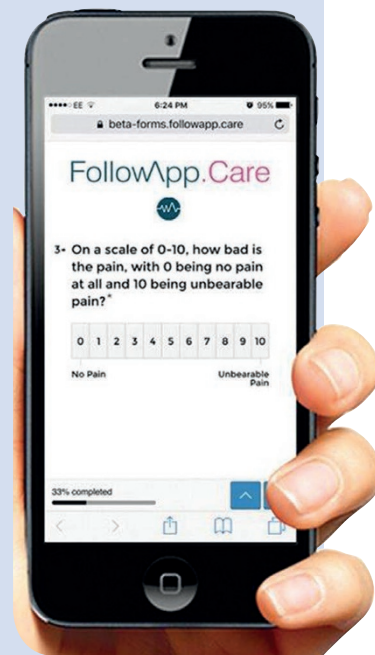 EE 6:24 PM 95%
beta-forms.followapp.care
FollowApp.Care
3- On a scale of 0-10, how bad is
the pain, with 0 being no pain
at all and 10 being unbearable
pain?*
0 1 2 3 4 5 6 7 8 9 10
No Pain Unbearable
Pain
33% completed